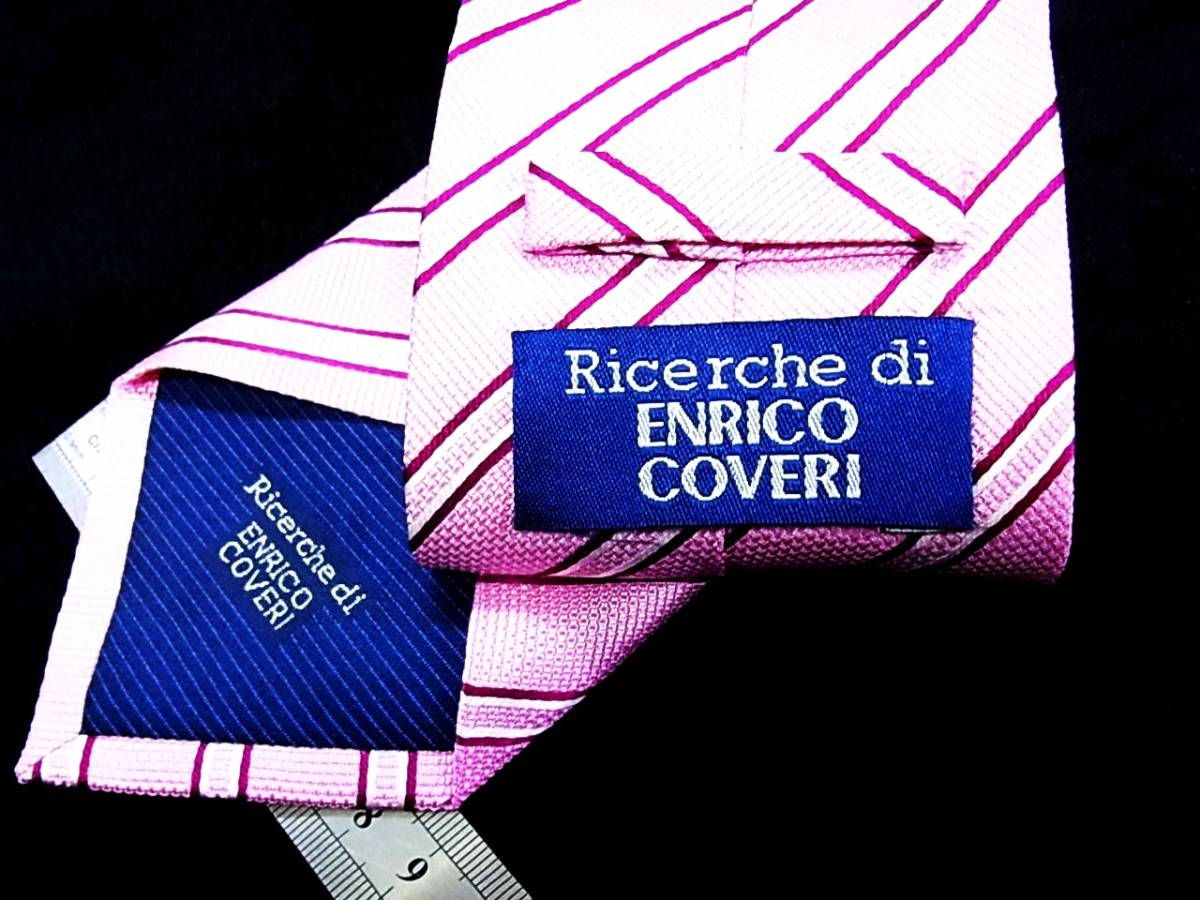 Ricerche di
ENRICO
COVERI
Ricerche di
ENRICO
COVERI
8
9